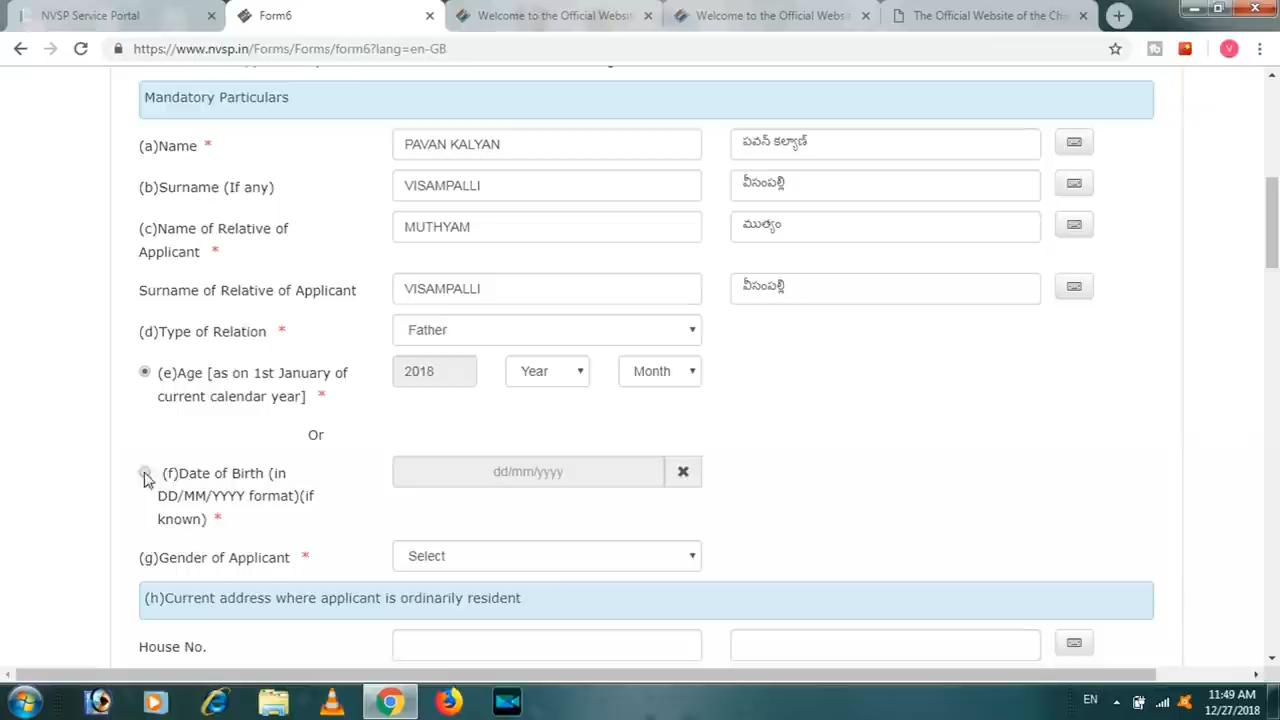 NVSP Service Portal
Form6
Welcome to the Official Websit
Welcome to the Official Websit
The Official Website of the Chi
https://www.nvsp.in/Forms/Forms/form6?lang=en-GB
V
Mandatory Particulars
(a)Name * PAVAN KALYAN పవన్ కల్యాణ్
(b)Surname (If any) VISAMPALLI వీసంపల్లి
(c)Name of Relative of MUTHYAM ముత్యం
Applicant *
Surname of Relative of Applicant VISAMPALLI వీసంపల్లి
(d)Type of Relation * Father
(e)Age [as on 1st January of 2018 Year Month
current calendar year] *
Or
(f)Date of Birth (in dd/mm/yyyy
DD/MM/YYYY format)(if
known) *
(g)Gender of Applicant * Select
(h)Current address where applicant is ordinarily resident
House No.
EN
11:49 AM
12/27/2018